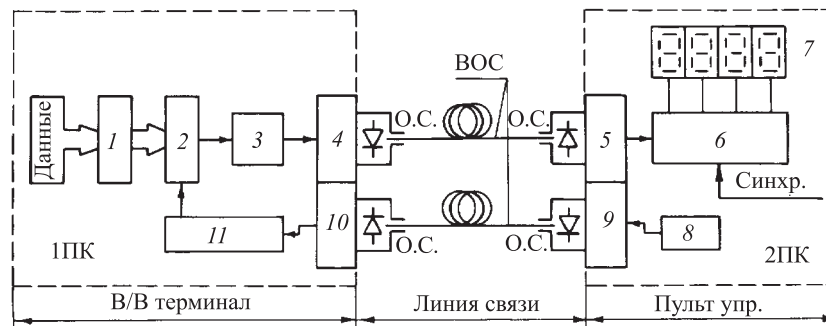 ВОС
7
О.С.
О.С.
Данные
1
2
3
4
5
6
Синхр.
10
9
8
11
О.С.
О.С.
1ПК
2ПК
В/В терминал
Линия связи
Пульт упр.